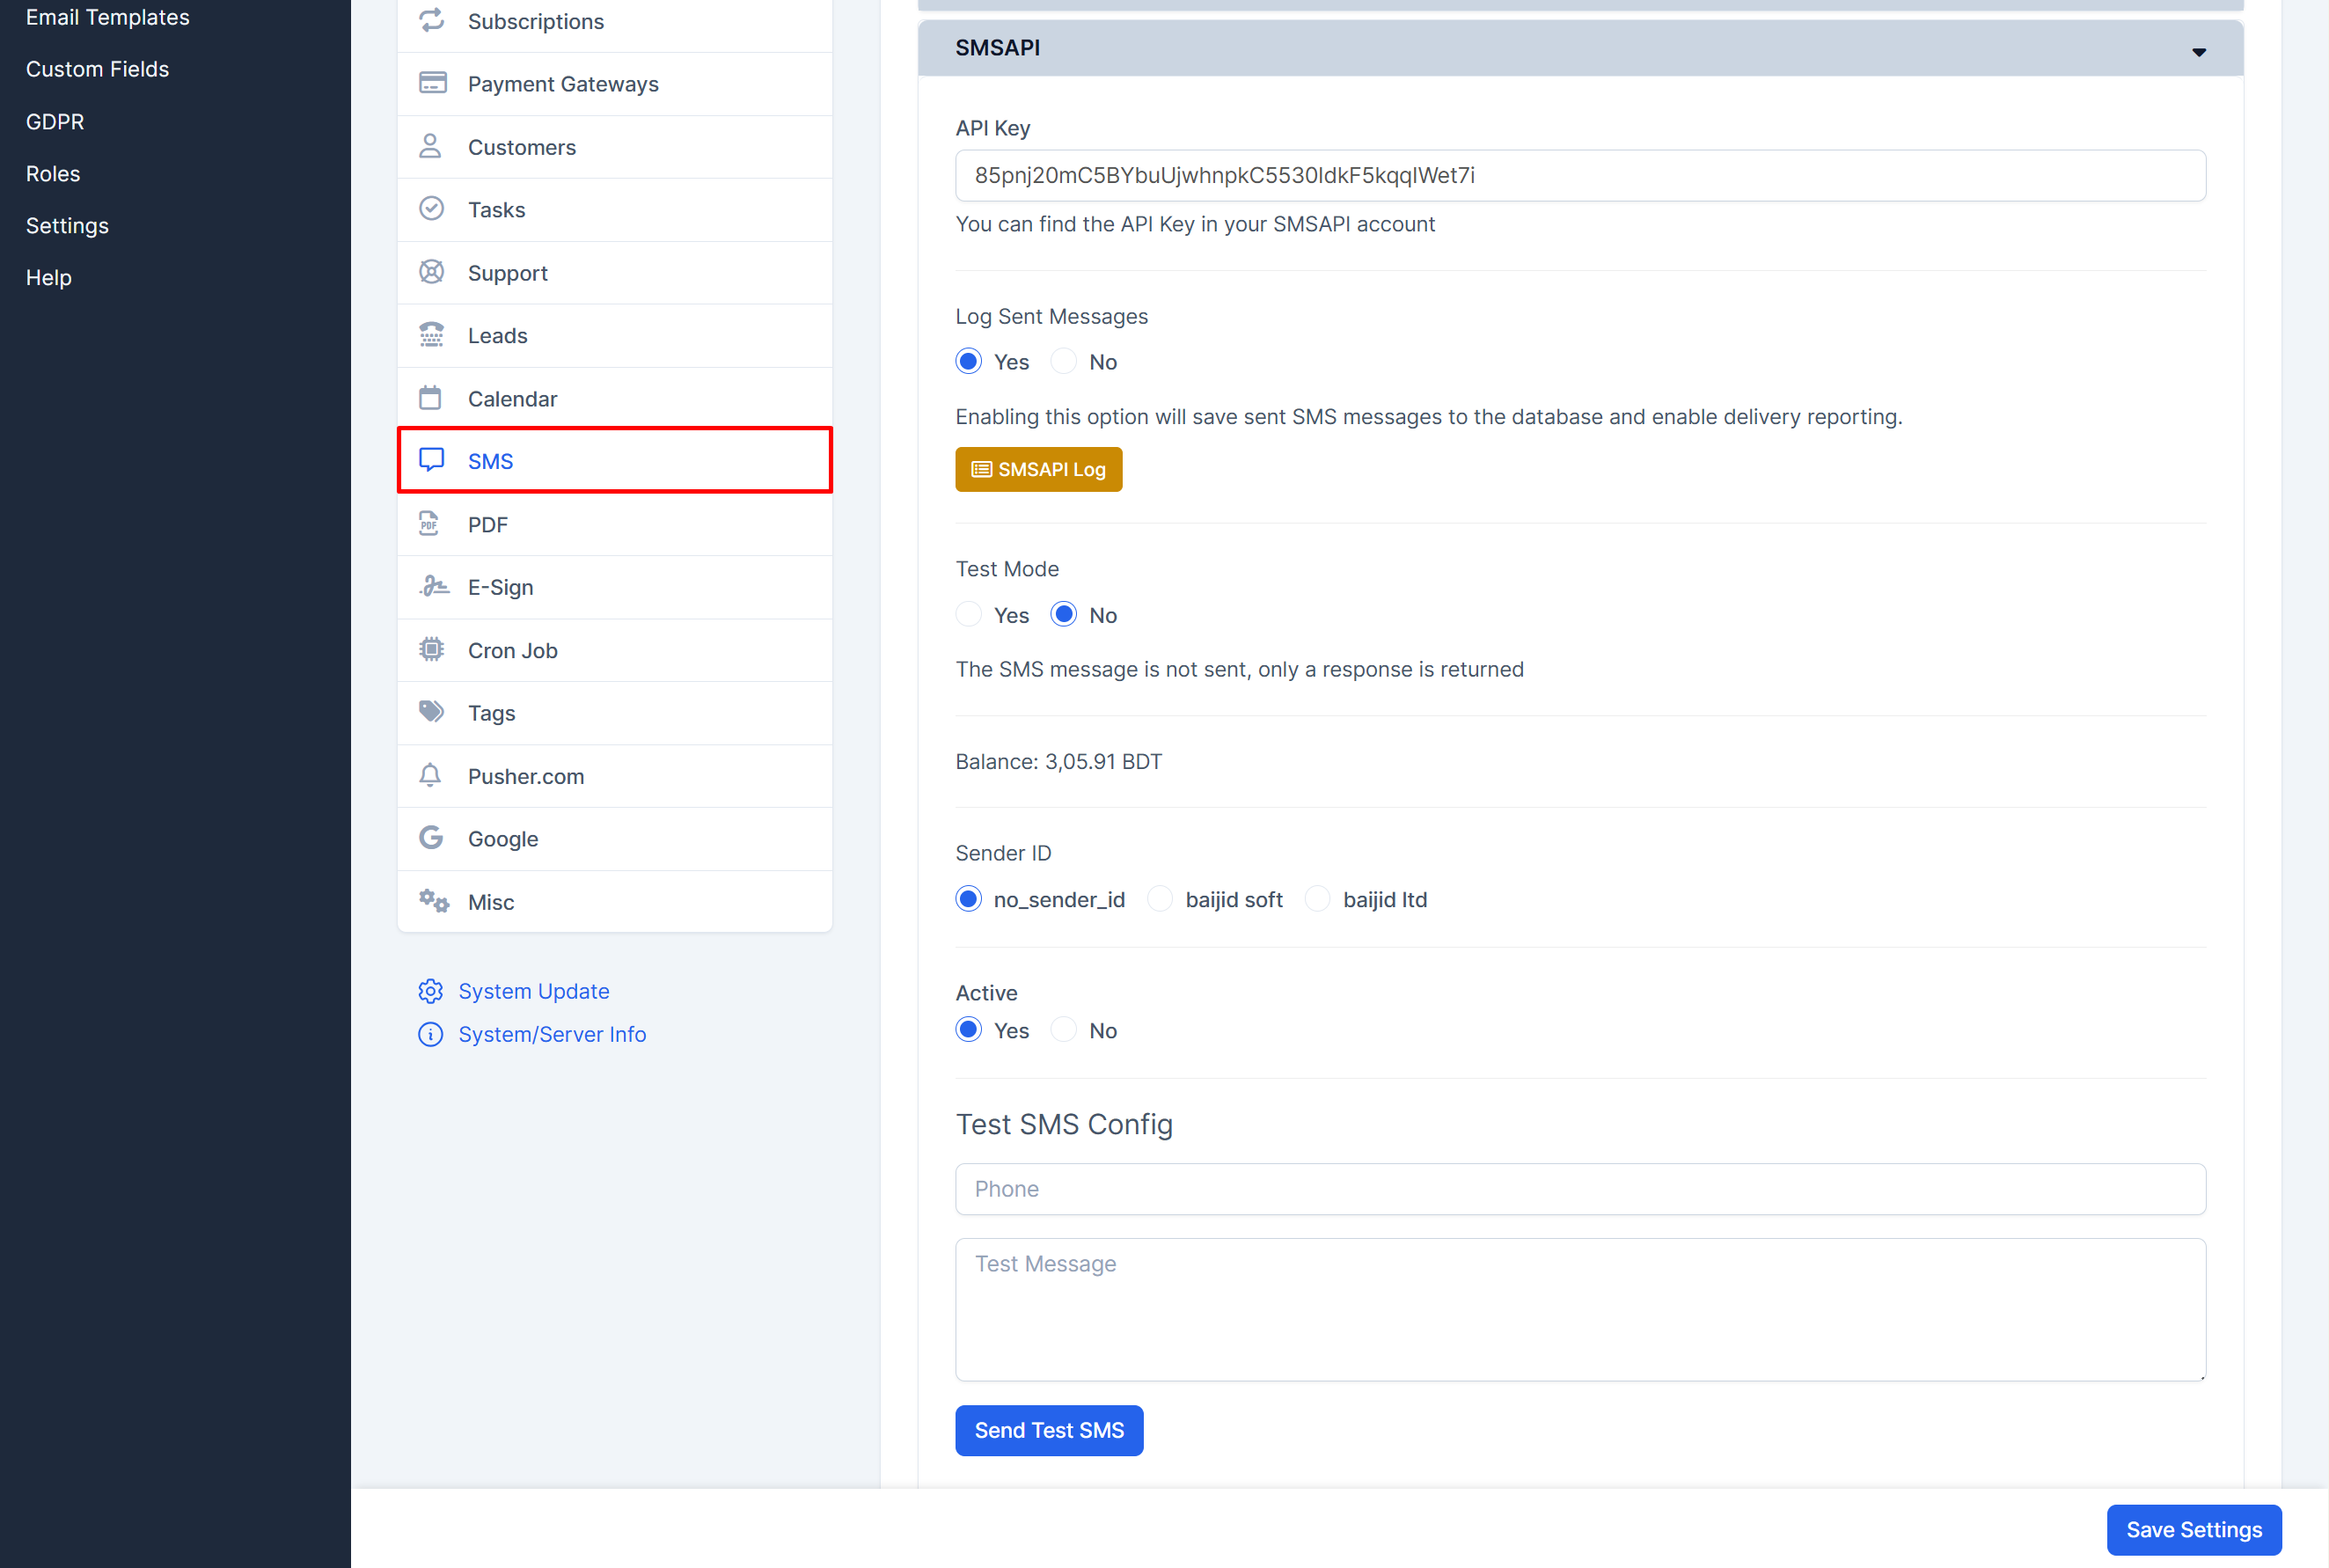 Email Templates
Custom Fields
GDPR
Roles
Settings
Help
Subscriptions
Payment Gateways
Customers
Tasks
Support
Leads
Calendar
SMS
PDF
PDF
E-Sign
Cron Job
Tags
Pusher.com
Google
Misc
System Update
System/Server Info
SMSAPI
API Key
85pnj20mC5BYbuUjwhnpkC5530IdkF5kqqIWet7i
You can find the API Key in your SMSAPI account
Log Sent Messages
Yes No
Enabling this option will save sent SMS messages to the database and enable delivery reporting.
SMSAPI Log
Test Mode
Yes No
The SMS message is not sent, only a response is returned
Balance: 3,05.91 BDT
Sender ID
no_sender_id baijid soft baijid ltd
Active
Yes No
Test SMS Config
Phone
Test Message
Send Test SMS
Save Settings